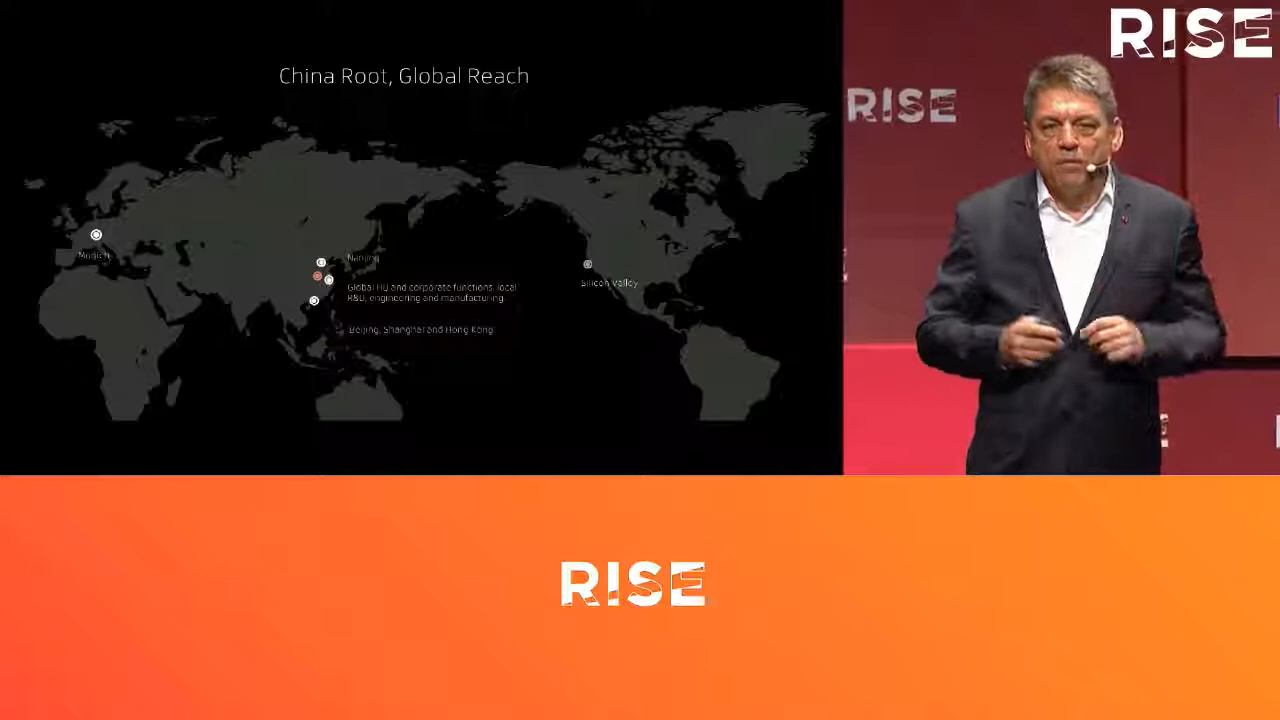 China Root, Global Reach
RISE
RISE
Munich
Nanjing
Global HQ and corporate functions, local
R&D, engineering and manufacturing.
Silicon Valley
Beijing, Shanghai and Hong Kong
RISE